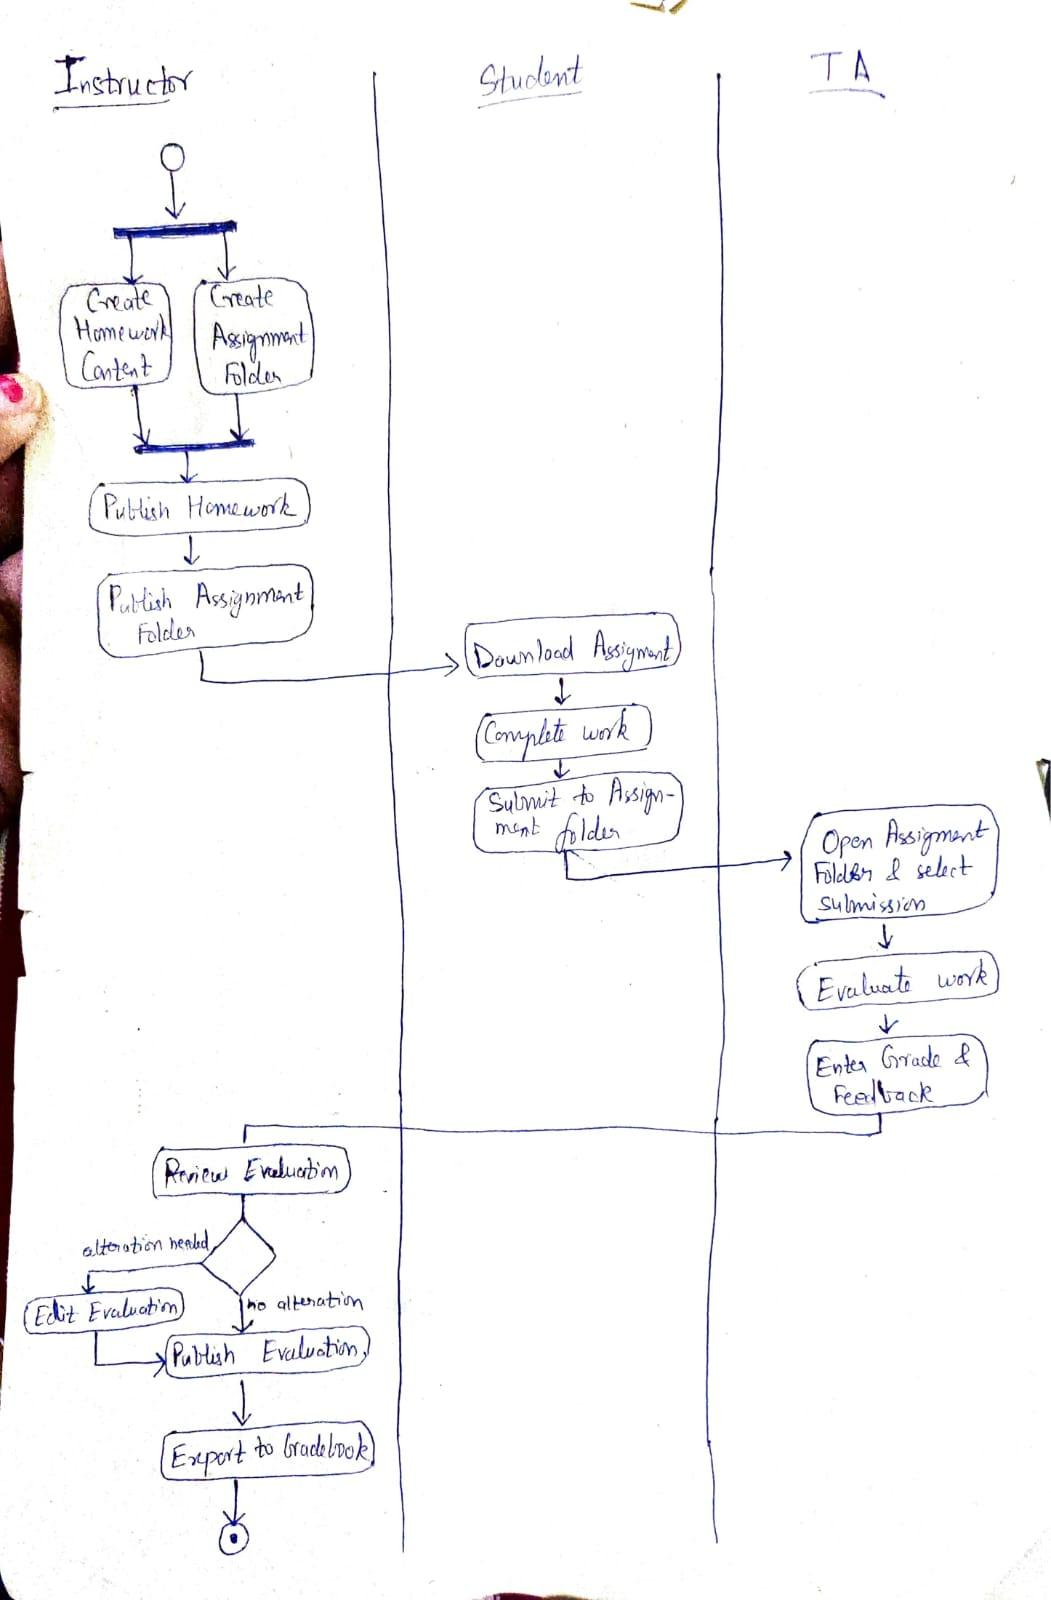 Instructor
Student
TA
Create
Homework
Content
Create
Assignment
Folder
Publish Homework
Publish Assignment
Folder
Download Assigment
Complete work
Submit to Assign-
ment folder
Open Assigment
Folder & select
submission
Evaluate work
Enter Grade &
Feedback
Review Evaluation
alteration needed
no alteration
Edit Evaluation
Publish Evaluation
Export to Gradebook